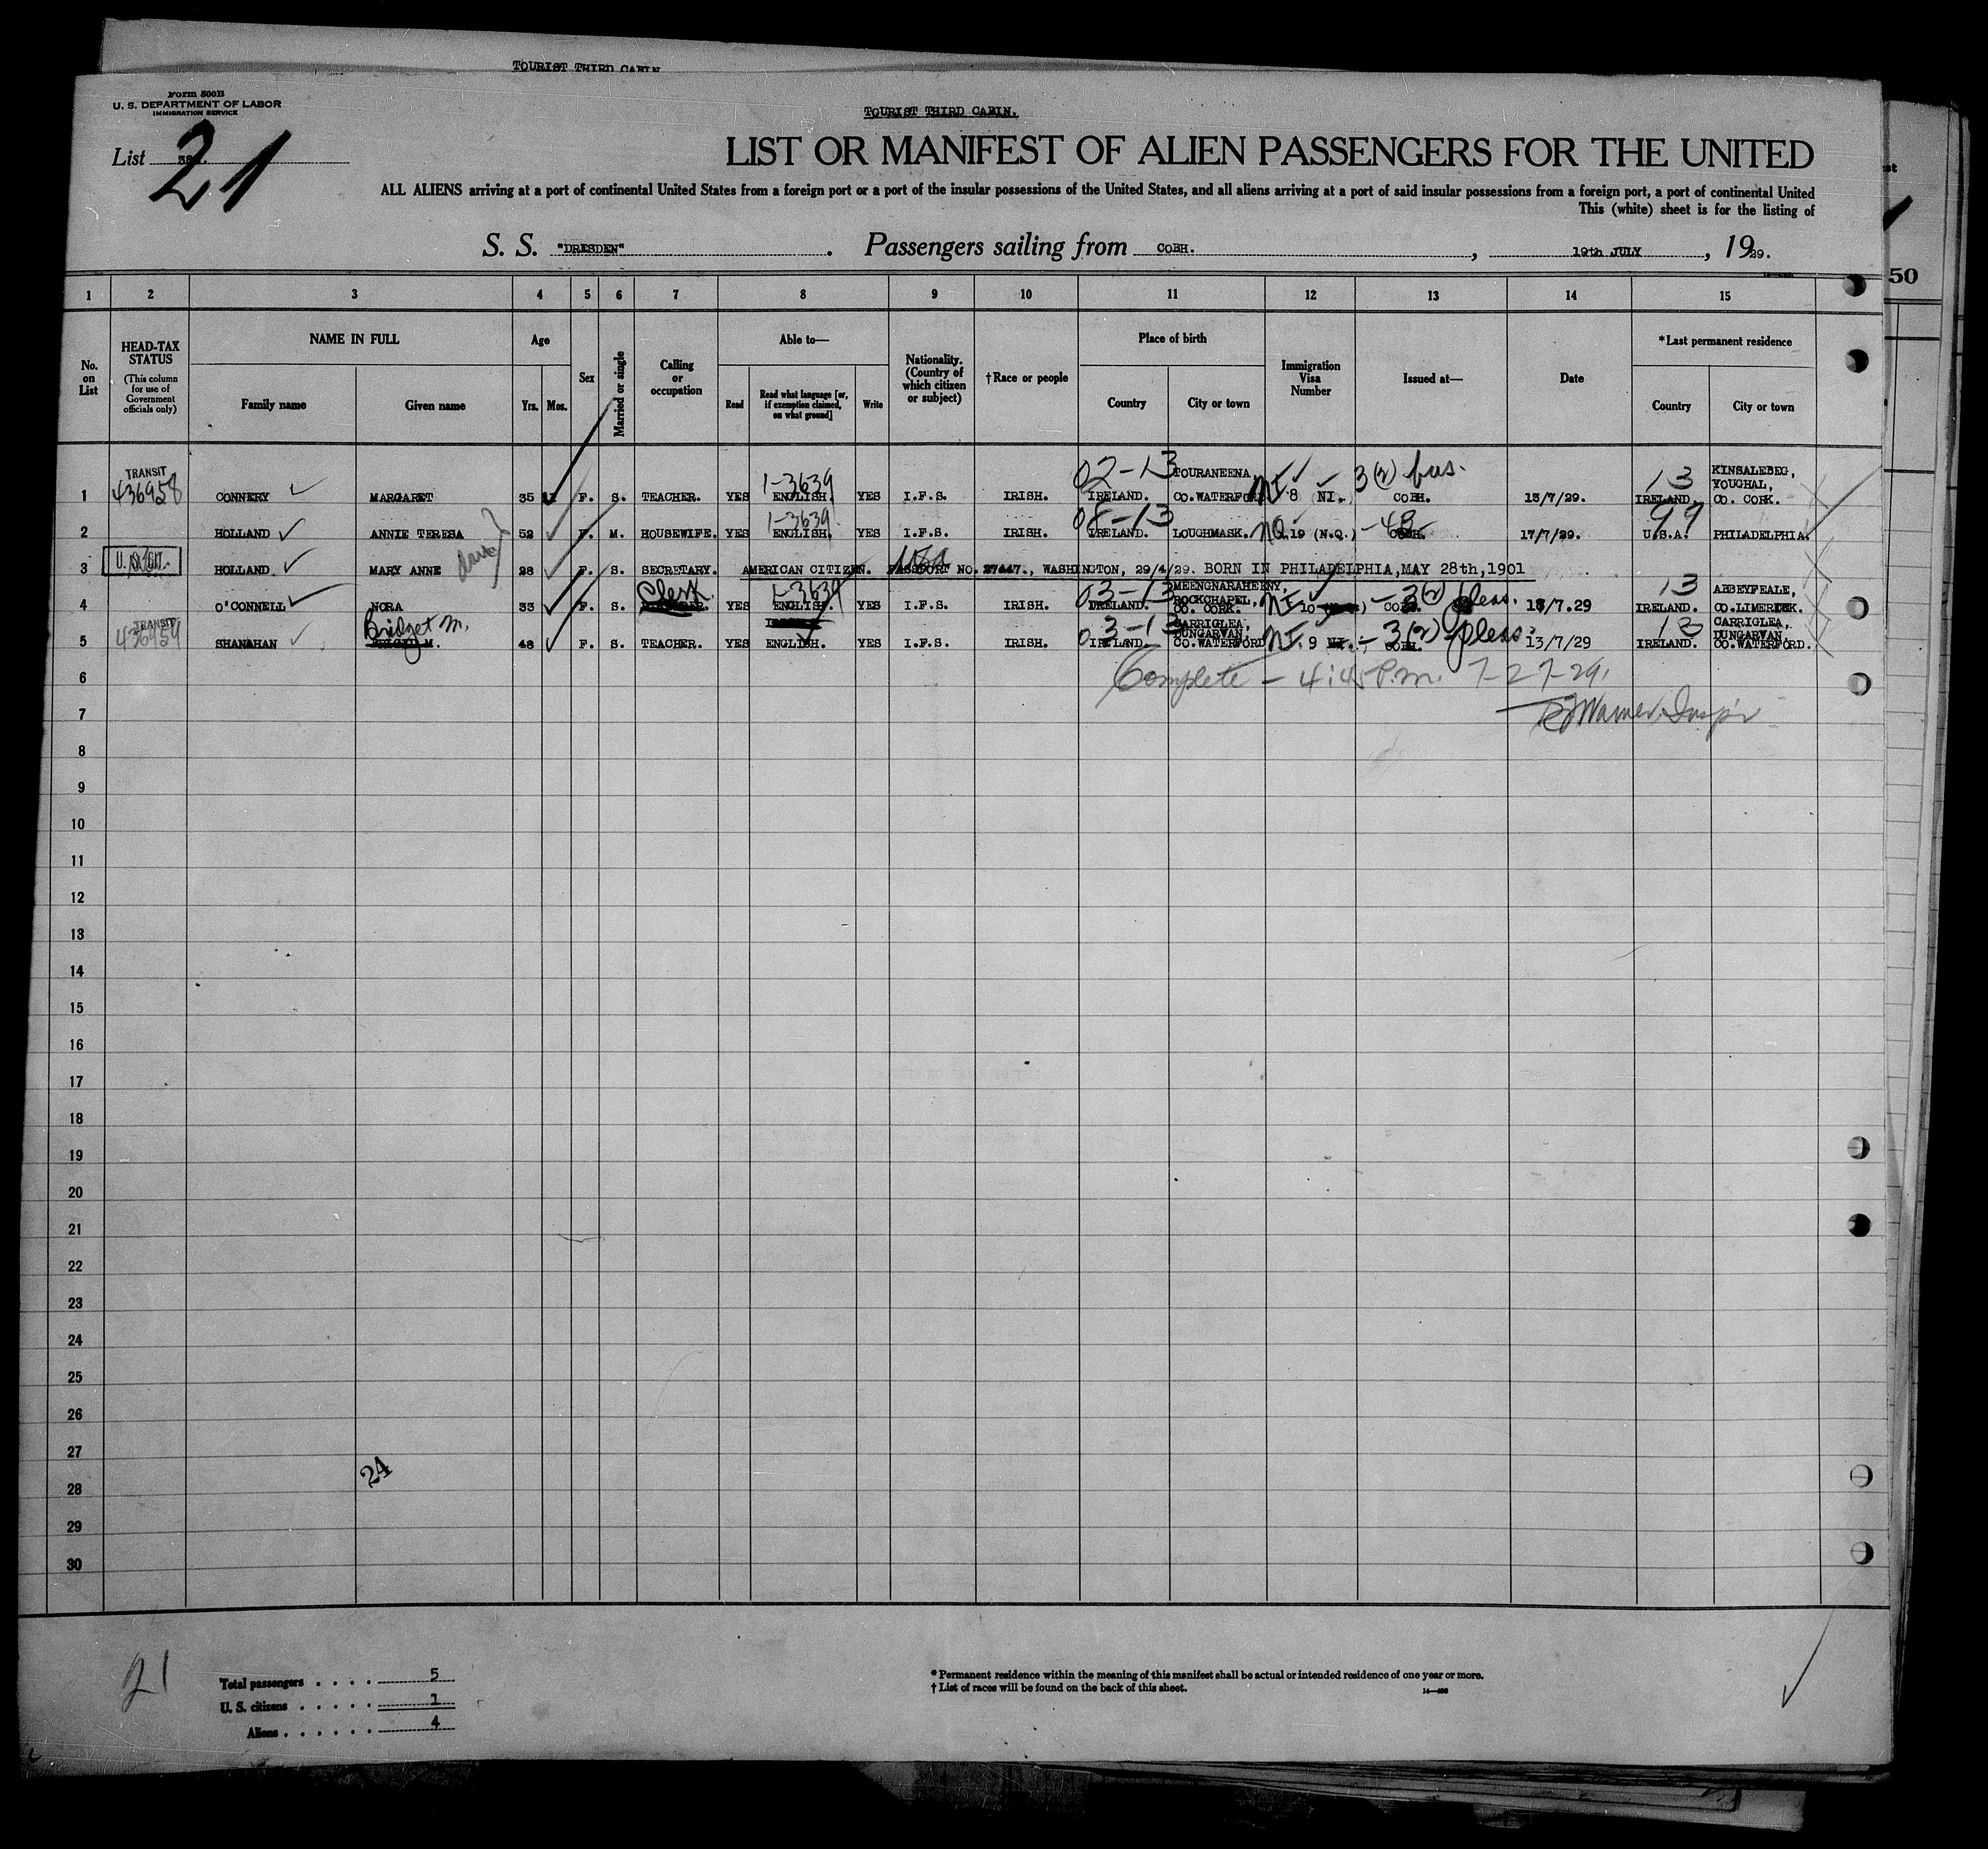 TOURIST THIRD CABIN
Form 500B
U. S. DEPARTMENT OF LABOR
IMMIGRATION SERVICE
TOURIST THIRD CABIN.
List 21
LIST OR MANIFEST OF ALIEN PASSENGERS FOR THE UNITED
ALL ALIENS arriving at a port of continental United States from a foreign port or a port of the insular possessions of the United States, and all aliens arriving at a port of said insular possessions from a foreign port, a port of continental United
This (white) sheet is for the listing of
S. S. "DRESDEN". Passengers sailing from COBH. , 19th JULY , 1929.
50
1 2 3 4 5 6 7 8 9 10 11 12 13 14 15
No. on List
HEAD-TAX STATUS
(This column for use of Government officials only)
NAME IN FULL
Family name
Given name
Age
Yrs. Mos.
Sex
Married or single
Calling or occupation
Able to—
Read
Read what language [or, if exemption claimed, on what ground]
Write
Nationality. (Country of which citizen or subject)
†Race or people
Place of birth
Country
City or town
Immigration Visa Number
Issued at—
Date
*Last permanent residence
Country
City or town
1 TRANSIT 436958 CONNERY MARGARET 35 11 F. S. TEACHER. YES 1-3639 ENGLISH. YES I.F.S. IRISH. 02-13 IRELAND. TOURANEENA, CO.WATERFORD NI. 8 (NI.) 3(2) bus. COBH. 13/7/29. 13 IRELAND. KINSALEBEG, YOUGHAL, CO. CORK.
2 HOLLAND ANNIE TERESA 52 F. M. HOUSEWIFE. YES 1-3639 ENGLISH. YES I.F.S. IRISH. 08-13 IRELAND. LOUGHMASK. NQ. 19 (N.Q.) COBH. 17/7/29. 99 U.S.A. PHILADELPHIA.
3 U.S. CIT. HOLLAND MARY ANNE 28 F. S. SECRETARY. AMERICAN CITIZEN. PASSPORT NO. 27447., WASHINGTON, 29/4/29. BORN IN PHILADELPHIA,MAY 28th,1901
4 O'CONNELL NORA 33 F. S. Clerk YES 1-3639 ENGLISH. YES I.F.S. IRISH. 03-13 IRELAND. MEENGNARAHEENY, ROCKCHAPEL, CO. CORK. NI. 10 COBH. 3(2) pleas. 18/7.29 13 IRELAND. ABBEYFEALE, CO.LIMERICK.
5 TRANSIT 436959 SHANAHAN Bridget M. 48 F. S. TEACHER. YES ENGLISH. YES I.F.S. IRISH. 03-13 IRELAND. CARRIGLEA, DUNGARVAN, CO.WATERFORD NI. 9 NI. - 3(2) pleas. COBH. 13/7/29 13 IRELAND. CARRIGLEA, DUNGARVAN, CO.WATERFORD.
6 Complete - 4:45 P.m. 7-27-29.
7
8
9
10
11
12
13
14
15
16
17
18
19
20
21
22
23
24
25
26
27
24
28
29
30
21
Total passengers . . . . 5
U. S. citizens . . . . . 1
Aliens . . . . . . 4
* Permanent residence within the meaning of this manifest shall be actual or intended residence of one year or more.
† List of races will be found on the back of this sheet.